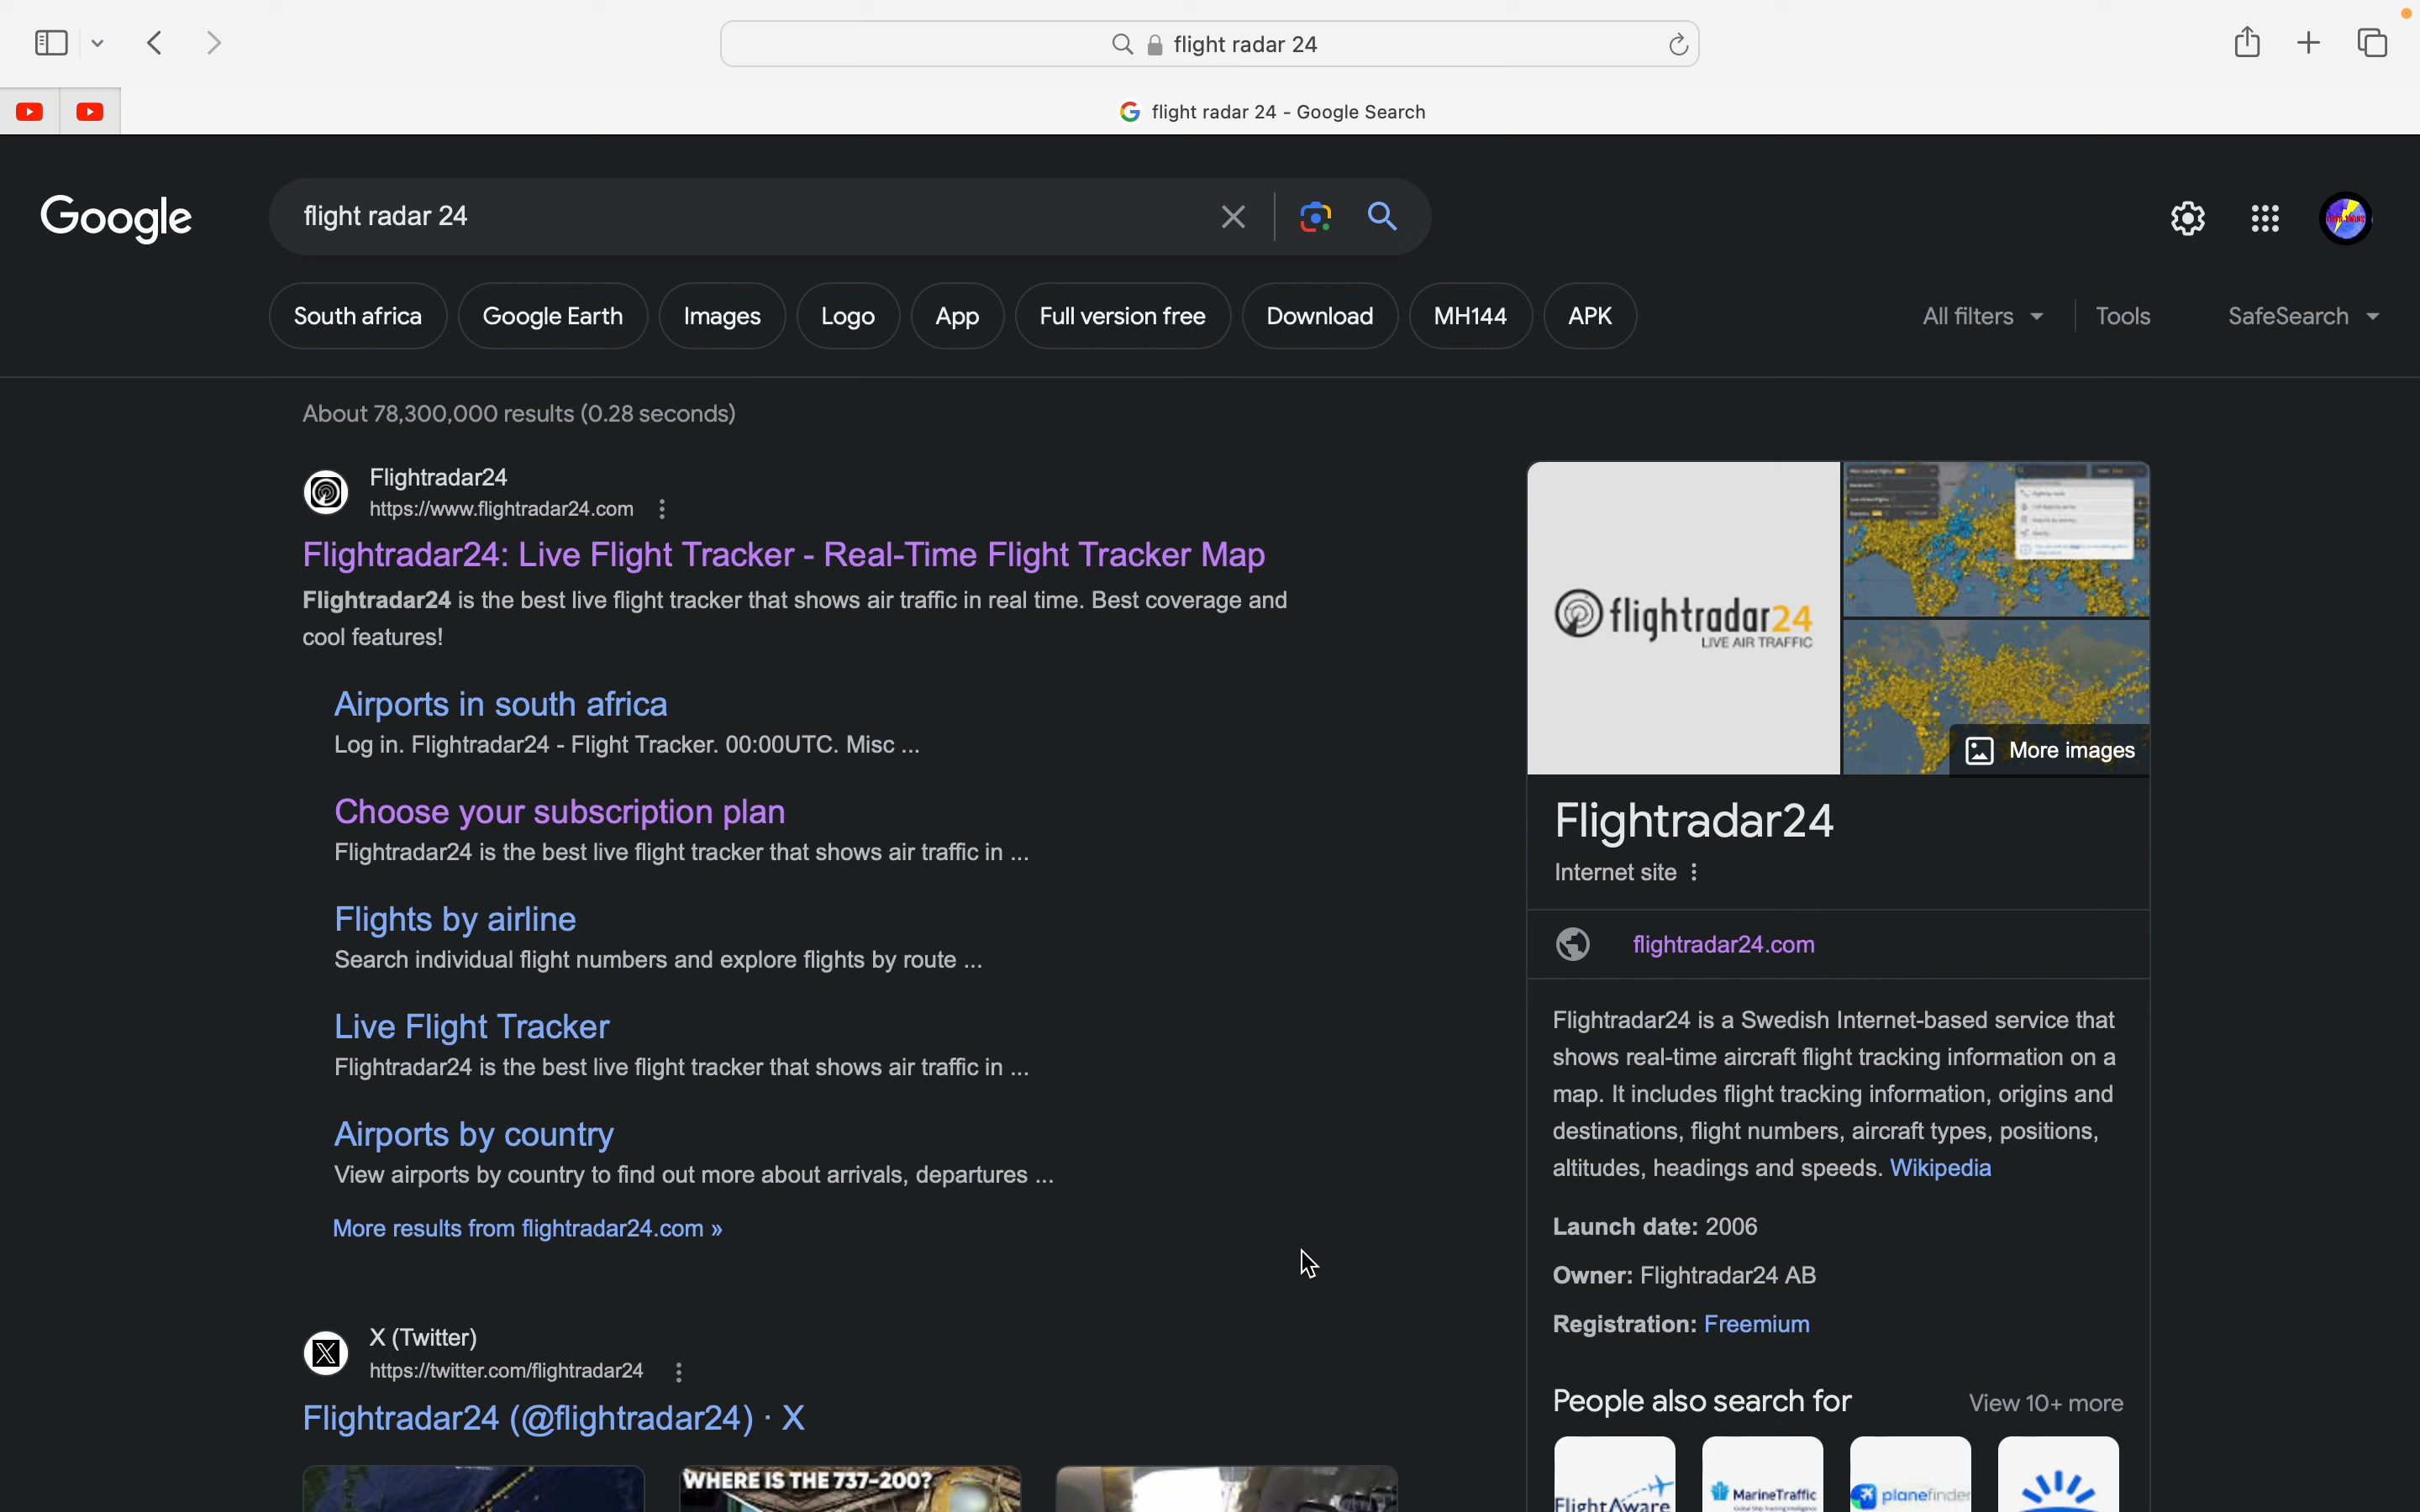 flight radar 24
flight radar 24 - Google Search
Google
flight radar 24
South africa
Google Earth
Images
Logo
App
Full version free
Download
MH144
APK
All filters
Tools
SafeSearch
About 78,300,000 results (0.28 seconds)
Flightradar24
https://www.flightradar24.com
Flightradar24: Live Flight Tracker - Real-Time Flight Tracker Map
Flightradar24 is the best live flight tracker that shows air traffic in real time. Best coverage and
cool features!
Airports in south africa
Log in. Flightradar24 - Flight Tracker. 00:00UTC. Misc ...
Choose your subscription plan
Flightradar24 is the best live flight tracker that shows air traffic in ...
Flights by airline
Search individual flight numbers and explore flights by route ...
Live Flight Tracker
Flightradar24 is the best live flight tracker that shows air traffic in ...
Airports by country
View airports by country to find out more about arrivals, departures ...
More results from flightradar24.com »
X (Twitter)
https://twitter.com/flightradar24
Flightradar24 (@flightradar24) · X
WHERE IS THE 737-200?
flightradar24
LIVE AIR TRAFFIC
More images
Flightradar24
Internet site
flightradar24.com
Flightradar24 is a Swedish Internet-based service that
shows real-time aircraft flight tracking information on a
map. It includes flight tracking information, origins and
destinations, flight numbers, aircraft types, positions,
altitudes, headings and speeds. Wikipedia
Launch date: 2006
Owner: Flightradar24 AB
Registration: Freemium
People also search for
View 10+ more
FlightAware
MarineTraffic
Global Ship Tracking Intelligence
planefinder